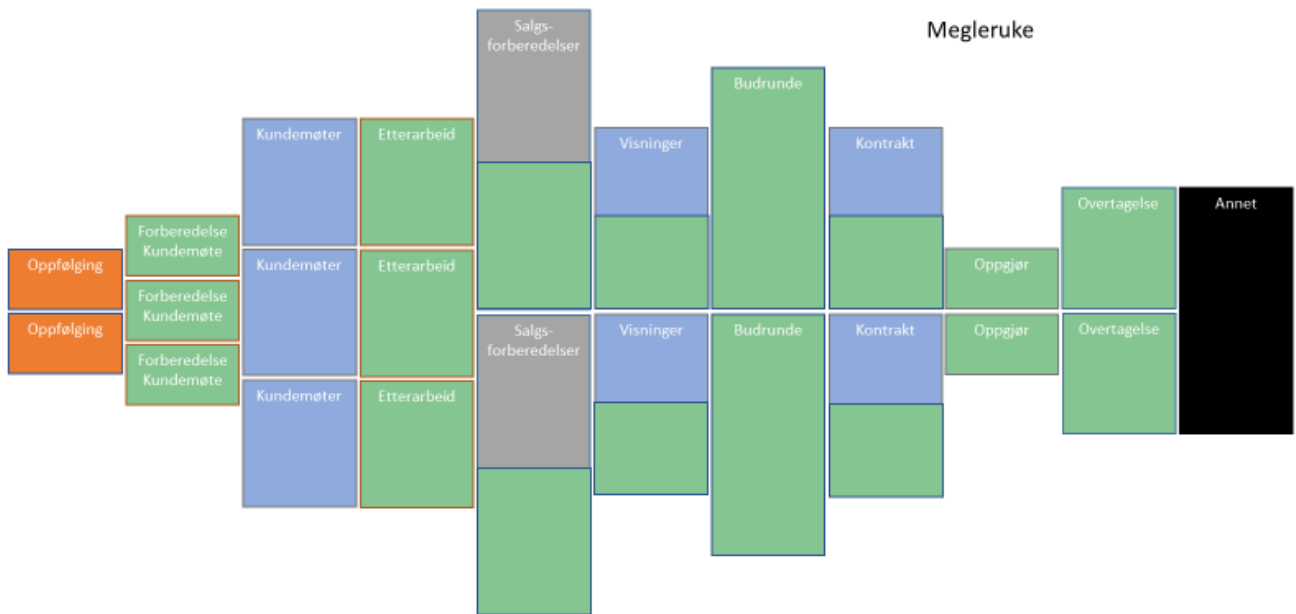 Megleruke
Salgs-
forberedelser
Budrunde
Kundemøter
Etterarbeid
Visninger
Kontrakt
Overtagelse
Annet
Forberedelse
Kundemøte
Oppfølging
Kundemøter
Etterarbeid
Oppgjør
Forberedelse
Kundemøte
Oppfølging
Salgs-
forberedelser
Visninger
Budrunde
Kontrakt
Oppgjør
Overtagelse
Forberedelse
Kundemøte
Kundemøter
Etterarbeid